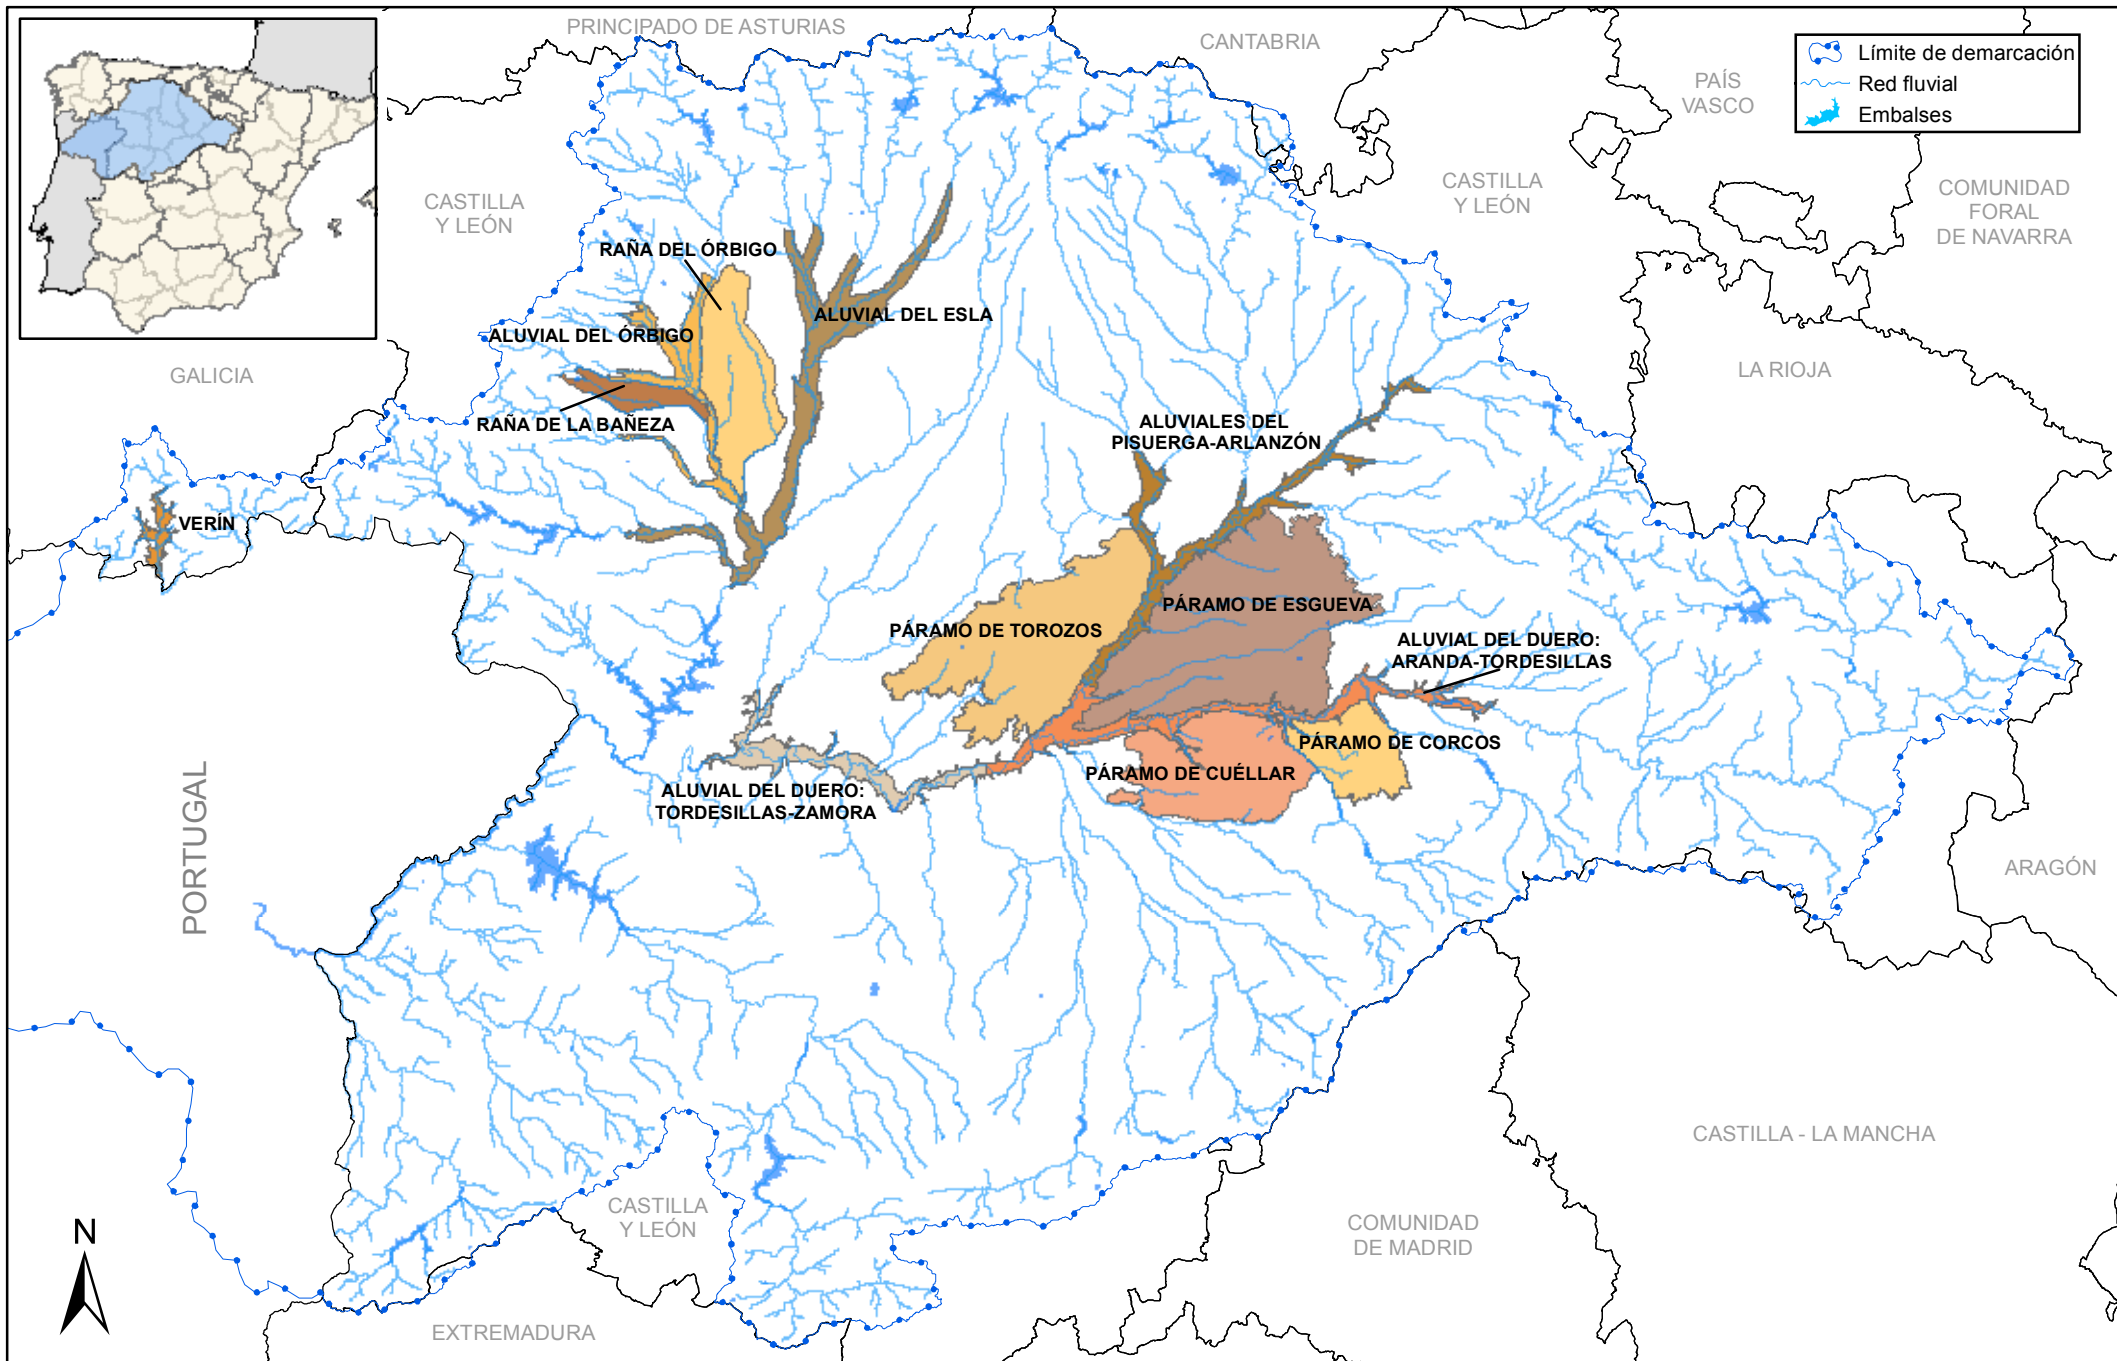 PRINCIPADO DE ASTURIAS
CANTABRIA
Límite de demarcación
Red fluvial
Embalses
PAÍS
VASCO
CASTILLA
Y LEÓN
CASTILLA
Y LEÓN
COMUNIDAD
FORAL
DE NAVARRA
RAÑA DEL ÓRBIGO
ALUVIAL DEL ESLA
ALUVIAL DEL ÓRBIGO
GALICIA
LA RIOJA
RAÑA DE LA BAÑEZA
ALUVIALES DEL
PISUERGA-ARLANZÓN
VERÍN
PÁRAMO DE ESGUEVA
PÁRAMO DE TOROZOS
ALUVIAL DEL DUERO:
ARANDA-TORDESILLAS
PÁRAMO DE CORCOS
PÁRAMO DE CUÉLLAR
ALUVIAL DEL DUERO:
TORDESILLAS-ZAMORA
PORTUGAL
ARAGÓN
CASTILLA - LA MANCHA
CASTILLA
Y LEÓN
COMUNIDAD
DE MADRID
N
EXTREMADURA